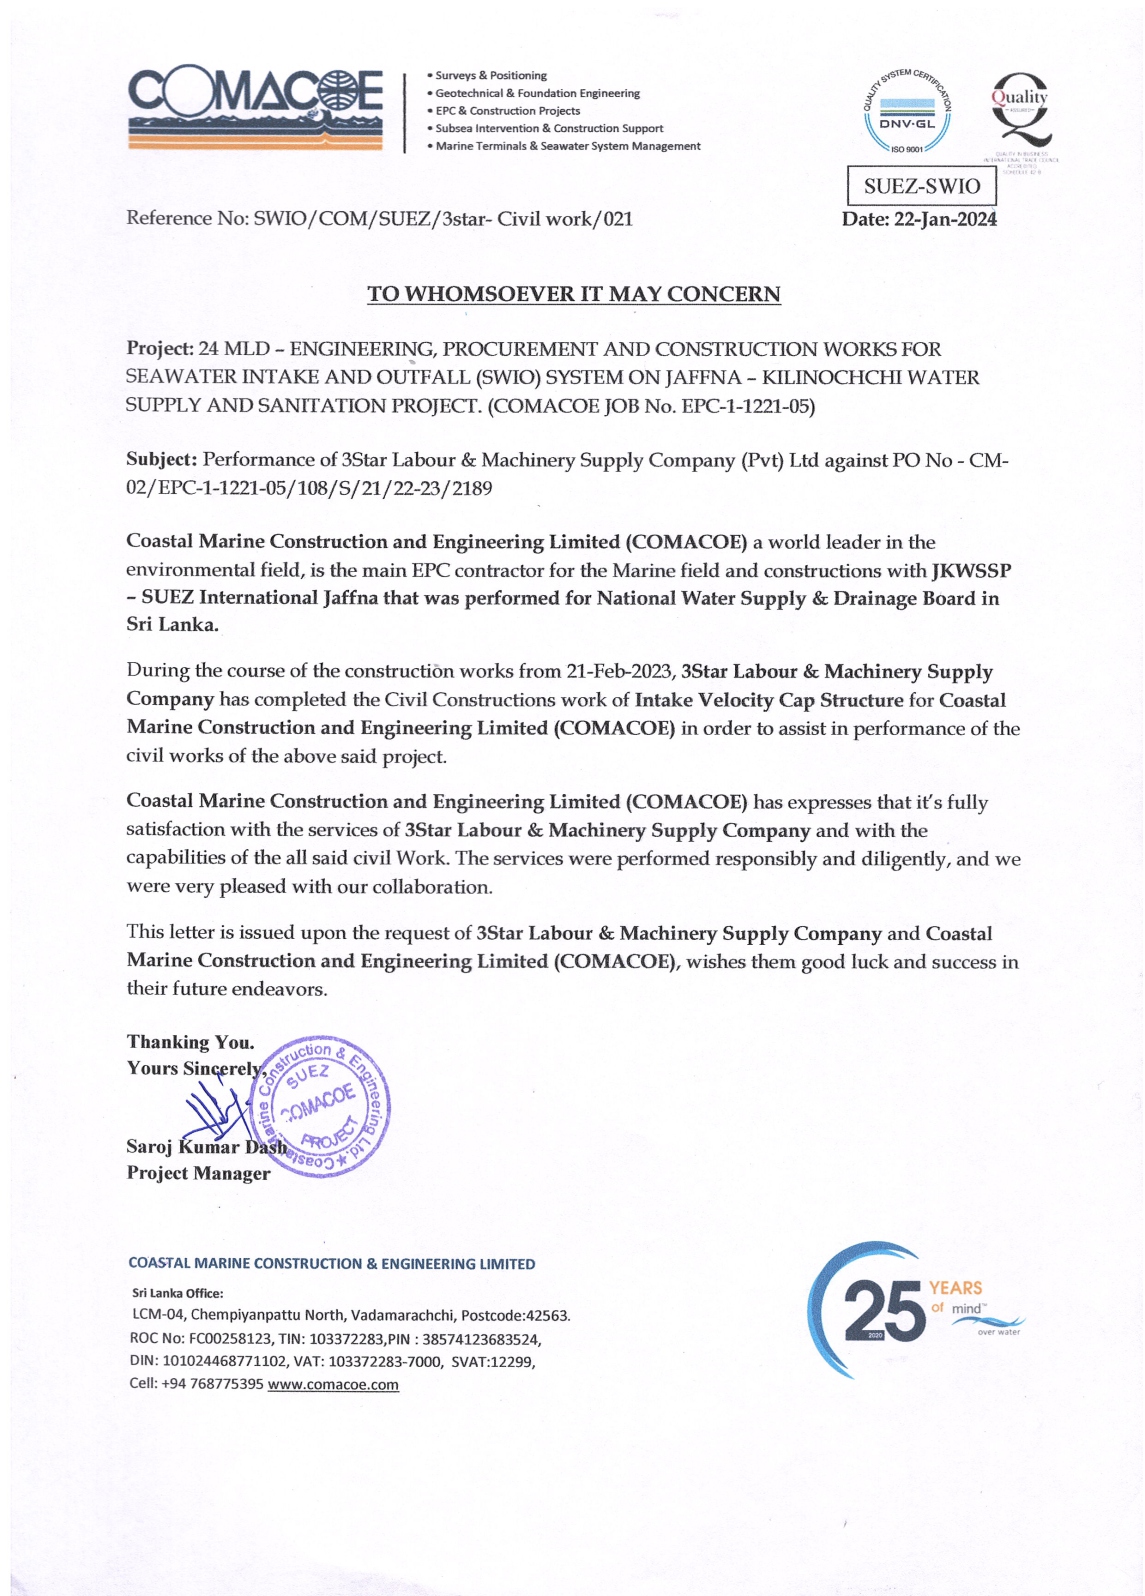 COMACOE
• Surveys & Positioning
• Geotechnical & Foundation Engineering
• EPC & Construction Projects
• Subsea Intervention & Construction Support
• Marine Terminals & Seawater System Management
QUALITY SYSTEM CERTIFICATION
DNV·GL
ISO 9001
Quality
SUEZ-SWIO
Reference No: SWIO/COM/SUEZ/3star- Civil work/021
Date: 22-Jan-2024
TO WHOMSOEVER IT MAY CONCERN
Project: 24 MLD – ENGINEERING, PROCUREMENT AND CONSTRUCTION WORKS FOR
SEAWATER INTAKE AND OUTFALL (SWIO) SYSTEM ON JAFFNA – KILINOCHCHI WATER
SUPPLY AND SANITATION PROJECT. (COMACOE JOB No. EPC-1-1221-05)
Subject: Performance of 3Star Labour & Machinery Supply Company (Pvt) Ltd against PO No - CM-
02/EPC-1-1221-05/108/S/21/22-23/2189
Coastal Marine Construction and Engineering Limited (COMACOE) a world leader in the
environmental field, is the main EPC contractor for the Marine field and constructions with JKWSSP
– SUEZ International Jaffna that was performed for National Water Supply & Drainage Board in
Sri Lanka.
During the course of the construction works from 21-Feb-2023, 3Star Labour & Machinery Supply
Company has completed the Civil Constructions work of Intake Velocity Cap Structure for Coastal
Marine Construction and Engineering Limited (COMACOE) in order to assist in performance of the
civil works of the above said project.
Coastal Marine Construction and Engineering Limited (COMACOE) has expresses that it's fully
satisfaction with the services of 3Star Labour & Machinery Supply Company and with the
capabilities of the all said civil Work. The services were performed responsibly and diligently, and we
were very pleased with our collaboration.
This letter is issued upon the request of 3Star Labour & Machinery Supply Company and Coastal
Marine Construction and Engineering Limited (COMACOE), wishes them good luck and success in
their future endeavors.
Thanking You.
Yours Sincerely,
Coastal Marine Construction & Engineering Ltd.
SUEZ
COMACOE
PROJECT
Saroj Kumar Dash
Project Manager
COASTAL MARINE CONSTRUCTION & ENGINEERING LIMITED
Sri Lanka Office:
LCM-04, Chempiyanpattu North, Vadamarachchi, Postcode:42563.
ROC No: FC00258123, TIN: 103372283,PIN : 38574123683524,
DIN: 101024468771102, VAT: 103372283-7000, SVAT:12299,
Cell: +94 768775395 www.comacoe.com
25 YEARS
of mind™
over water
2020